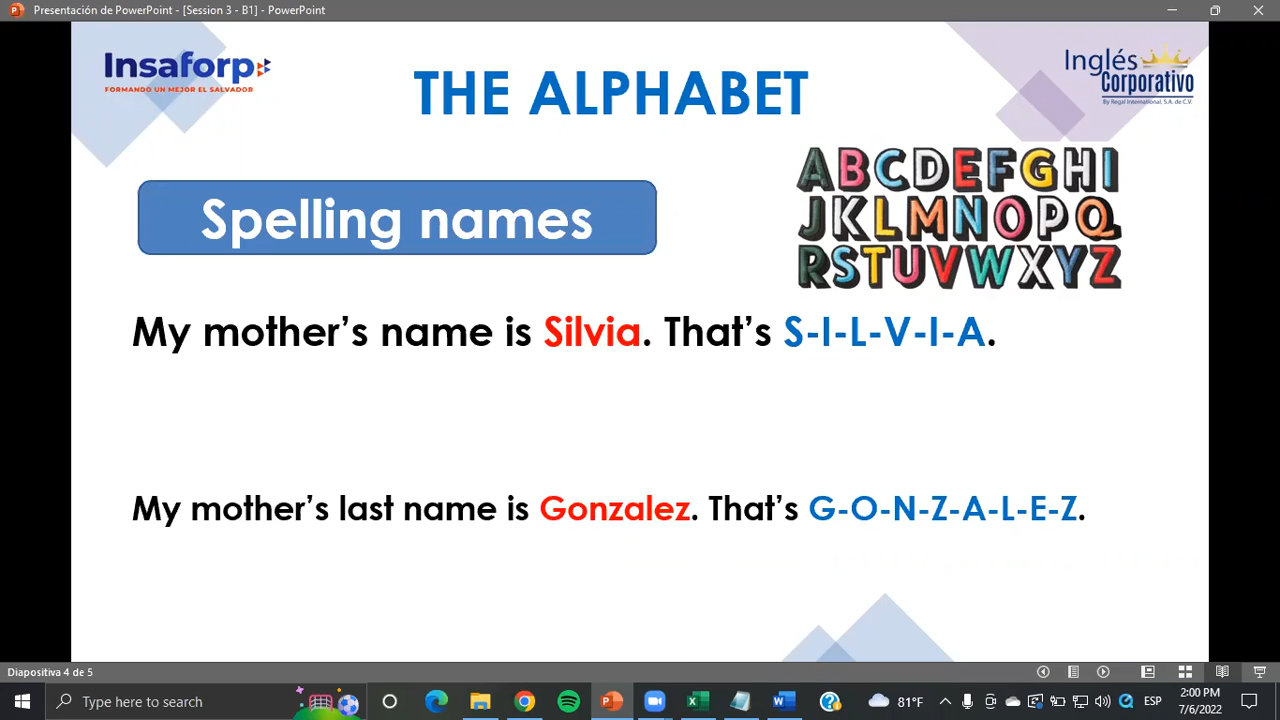 Presentación de PowerPoint - [Session 3 - B1] - PowerPoint
Insaforp
FORMANDO UN MEJOR EL SALVADOR
THE ALPHABET
Inglés
Corporativo
By Regal International, S.A. de C.V.
ABCDEFGHI
JKLMNOPQ
RSTUVWXYZ
Spelling names
My mother’s name is Silvia. That’s S-I-L-V-I-A.
My mother’s last name is Gonzalez. That’s G-O-N-Z-A-L-E-Z.
Diapositiva 4 de 5
Type here to search
81°F
ESP
2:00 PM
7/6/2022